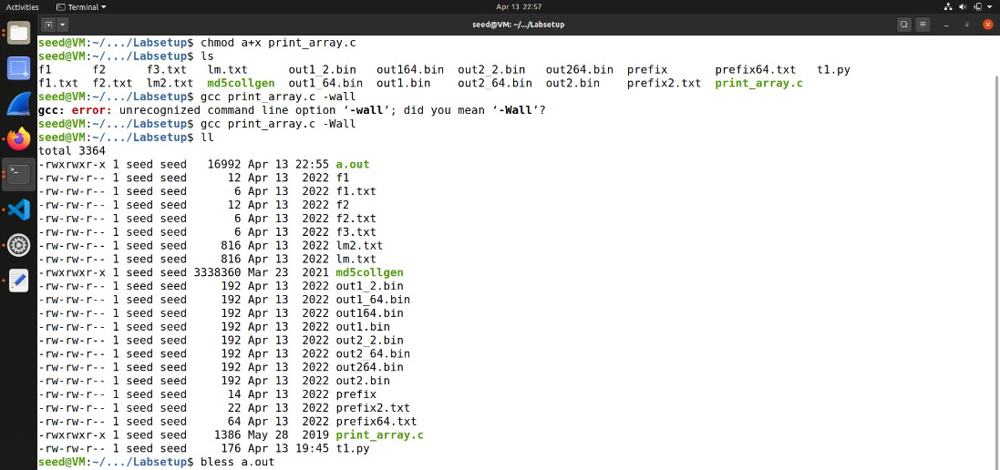 Activities Terminal Apr 13 22:57
seed@VM: ~/.../Labsetup
seed@VM:~/.../Labsetup$ chmod a+x print_array.c
seed@VM:~/.../Labsetup$ ls
f1 f2 f3.txt lm.txt out1_2.bin out164.bin out2_2.bin out264.bin prefix prefix64.txt t1.py
f1.txt f2.txt lm2.txt md5collgen out1_64.bin out1.bin out2_64.bin out2.bin prefix2.txt print_array.c
seed@VM:~/.../Labsetup$ gcc print_array.c -wall
gcc: error: unrecognized command line option ‘-wall’; did you mean ‘-Wall’?
seed@VM:~/.../Labsetup$ gcc print_array.c -Wall
seed@VM:~/.../Labsetup$ ll
total 3364
-rwxrwxr-x 1 seed seed 16992 Apr 13 22:55 a.out
-rw-rw-r-- 1 seed seed 12 Apr 13 2022 f1
-rw-rw-r-- 1 seed seed 6 Apr 13 2022 f1.txt
-rw-rw-r-- 1 seed seed 12 Apr 13 2022 f2
-rw-rw-r-- 1 seed seed 6 Apr 13 2022 f2.txt
-rw-rw-r-- 1 seed seed 6 Apr 13 2022 f3.txt
-rw-rw-r-- 1 seed seed 816 Apr 13 2022 lm2.txt
-rw-rw-r-- 1 seed seed 816 Apr 13 2022 lm.txt
-rwxrwxr-x 1 seed seed 3338360 Mar 23 2021 md5collgen
-rw-rw-r-- 1 seed seed 192 Apr 13 2022 out1_2.bin
-rw-rw-r-- 1 seed seed 192 Apr 13 2022 out1_64.bin
-rw-rw-r-- 1 seed seed 192 Apr 13 2022 out164.bin
-rw-rw-r-- 1 seed seed 192 Apr 13 2022 out1.bin
-rw-rw-r-- 1 seed seed 192 Apr 13 2022 out2_2.bin
-rw-rw-r-- 1 seed seed 192 Apr 13 2022 out2_64.bin
-rw-rw-r-- 1 seed seed 192 Apr 13 2022 out264.bin
-rw-rw-r-- 1 seed seed 192 Apr 13 2022 out2.bin
-rw-rw-r-- 1 seed seed 14 Apr 13 2022 prefix
-rw-rw-r-- 1 seed seed 22 Apr 13 2022 prefix2.txt
-rw-rw-r-- 1 seed seed 64 Apr 13 2022 prefix64.txt
-rwxrwxr-x 1 seed seed 1386 May 28 2019 print_array.c
-rw-rw-r-- 1 seed seed 176 Apr 13 19:45 t1.py
seed@VM:~/.../Labsetup$ bless a.out